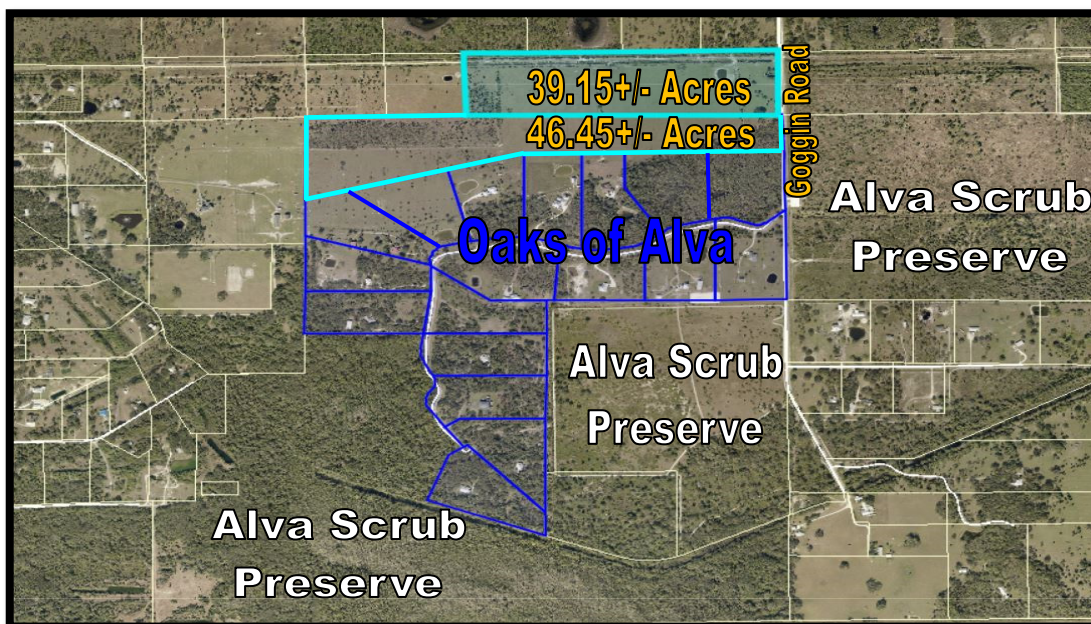 39.15+/- Acres
46.45+/- Acres
Goggin Road
Alva Scrub
Preserve
Oaks of Alva
Alva Scrub
Preserve
Alva Scrub
Preserve